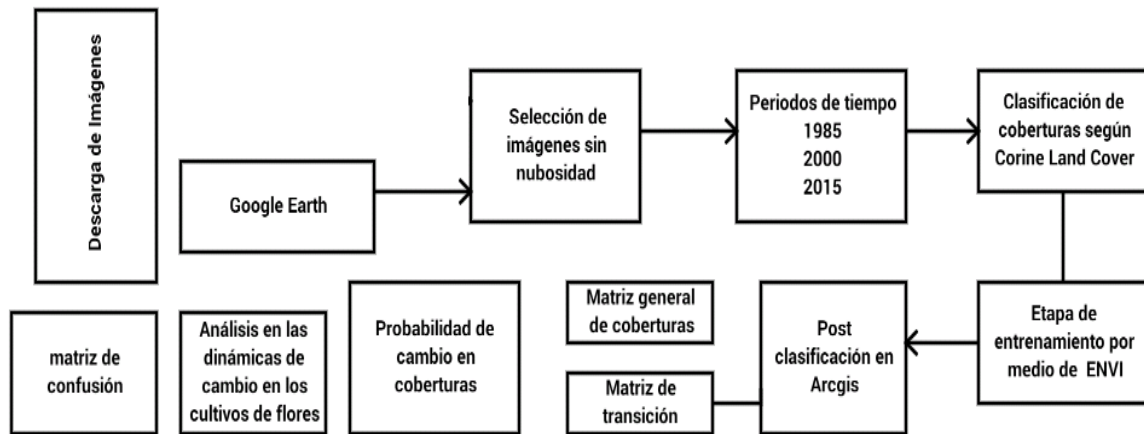 Descarga de Imágenes
Google Earth
Selección de
imágenes sin
nubosidad
Periodos de tiempo
1985
2000
2015
Clasificación de
coberturas según
Corine Land Cover
Etapa de
entrenamiento por
medio de ENVI
Post
clasificación en
Arcgis
Matriz general
de coberturas
Matriz de
transición
Probabilidad de
cambio en
coberturas
Análisis en las
dinámicas de
cambio en los
cultivos de flores
matriz de
confusión